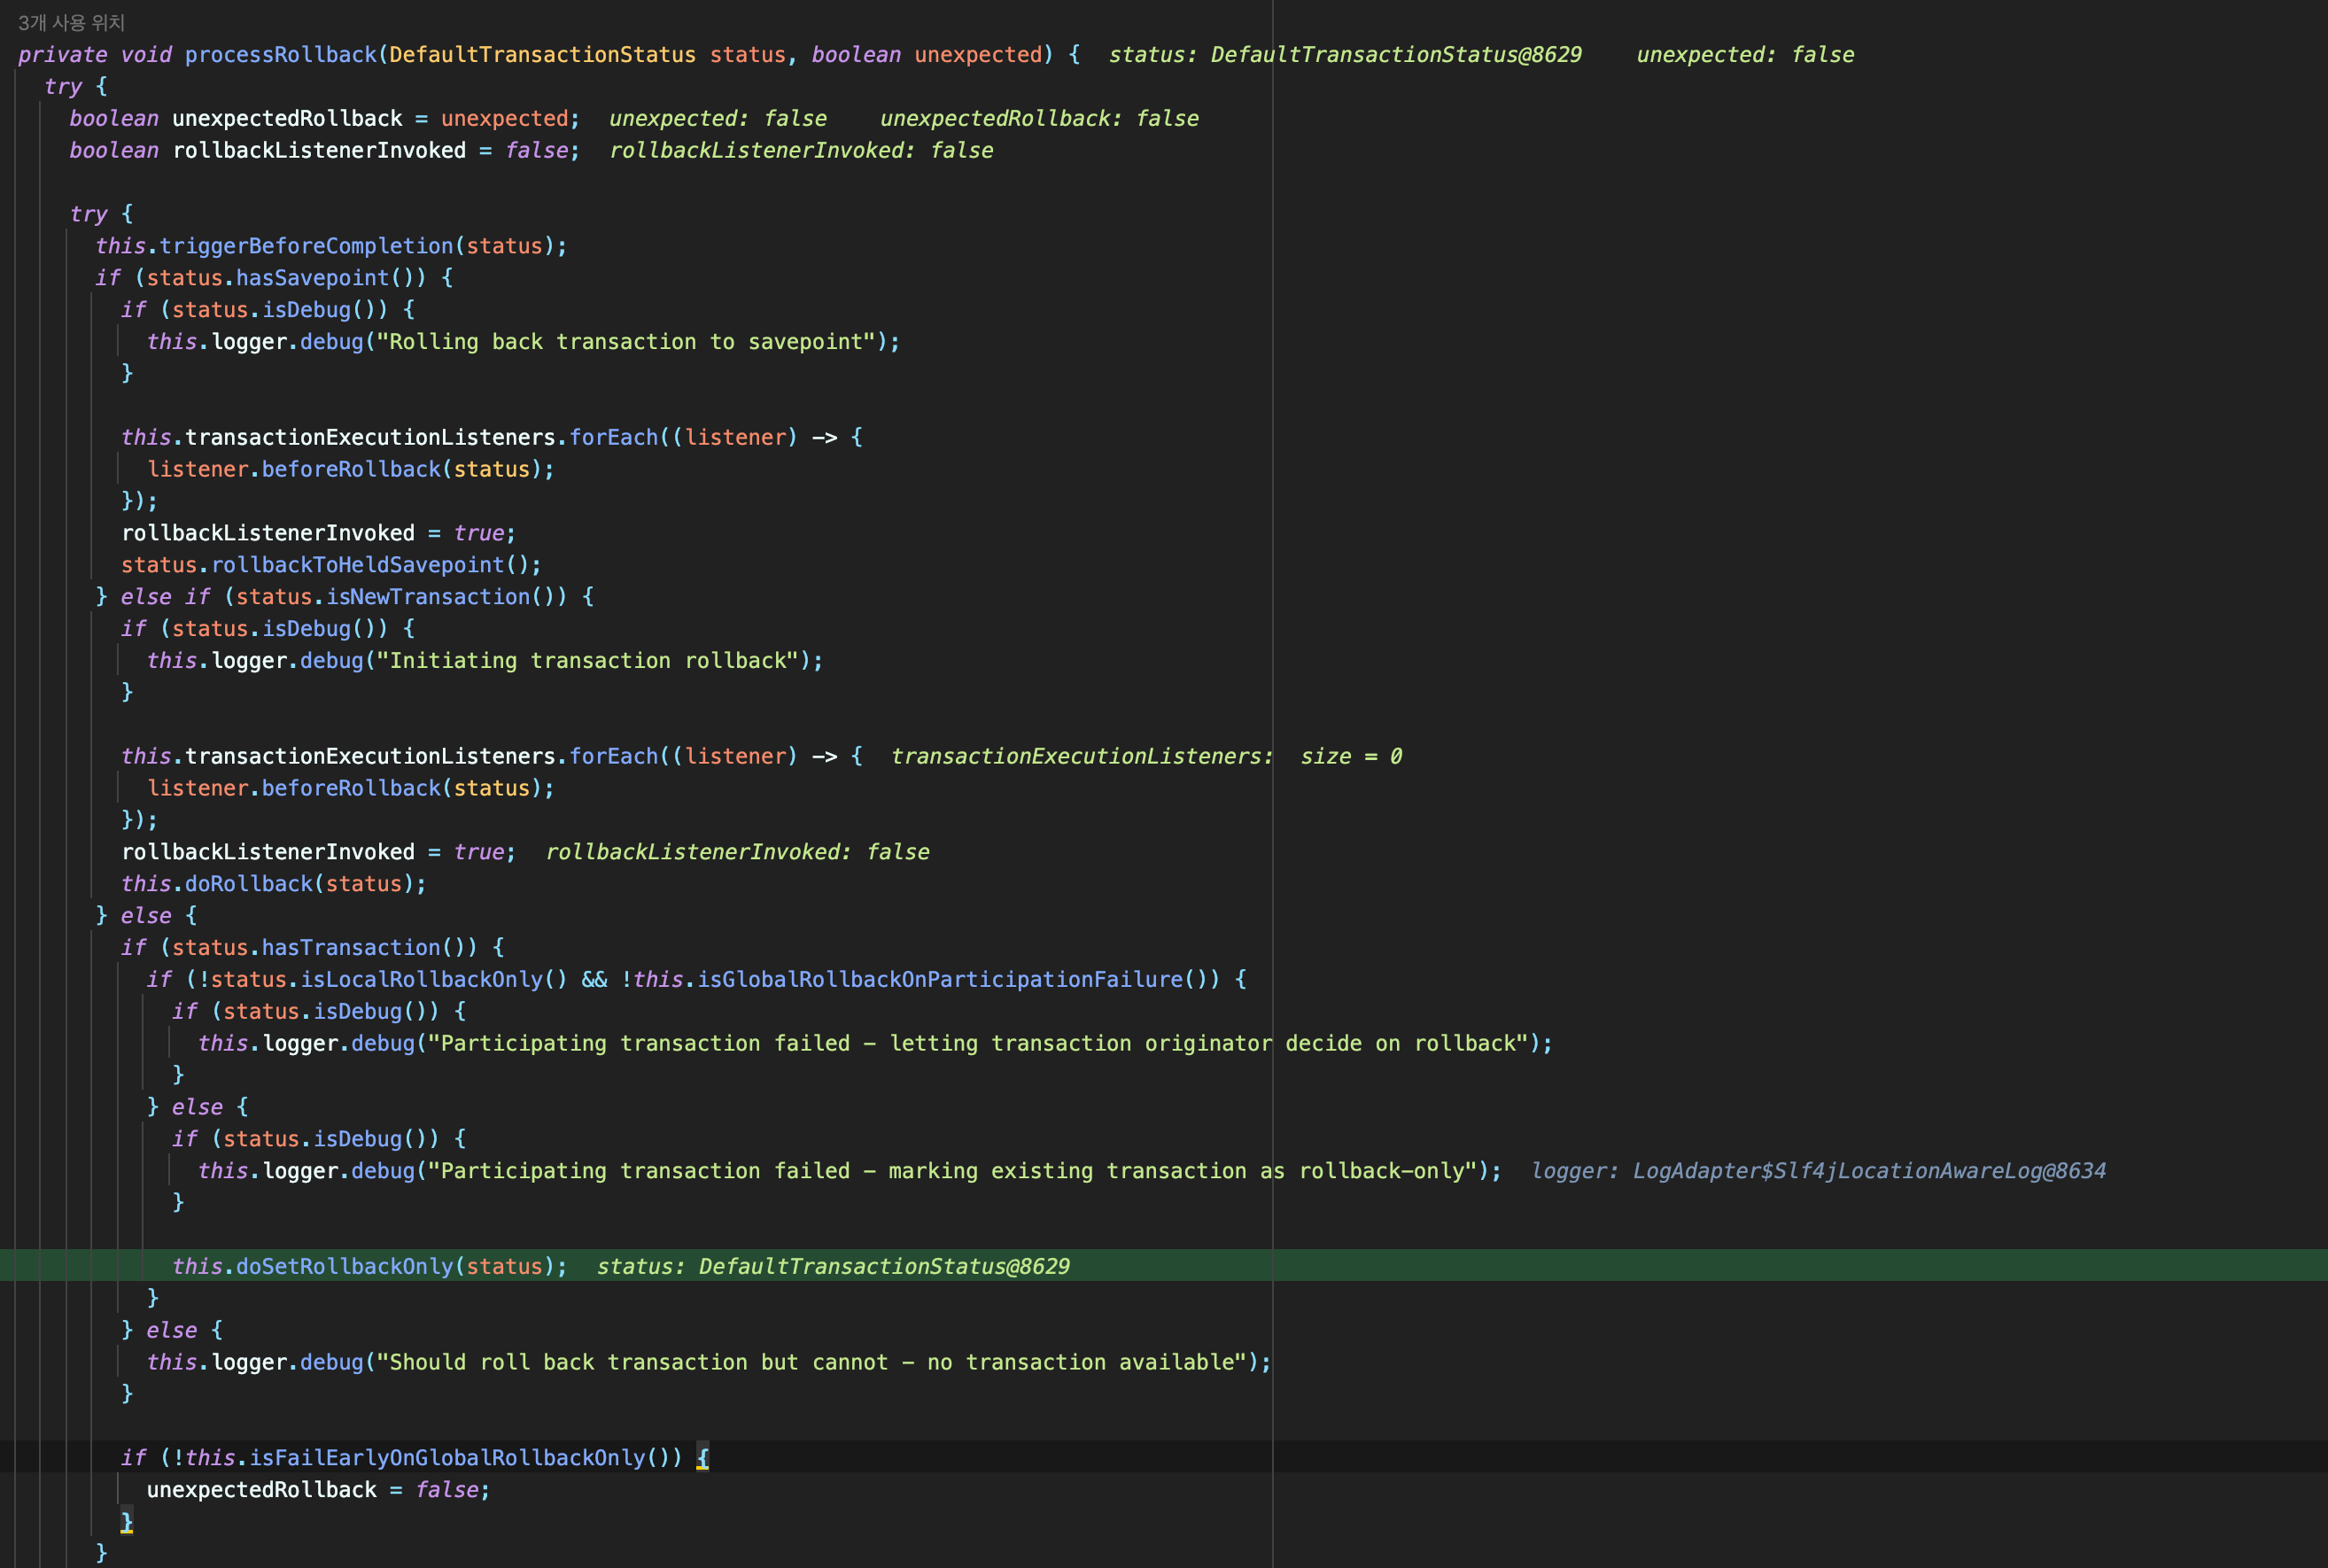 3개 사용 위치
private void processRollback(DefaultTransactionStatus status, boolean unexpected) {  status: DefaultTransactionStatus@8629    unexpected: false
try {
boolean unexpectedRollback = unexpected;  unexpected: false    unexpectedRollback: false
boolean rollbackListenerInvoked = false;  rollbackListenerInvoked: false
try {
this.triggerBeforeCompletion(status);
if (status.hasSavepoint()) {
if (status.isDebug()) {
this.logger.debug("Rolling back transaction to savepoint");
}
this.transactionExecutionListeners.forEach((listener) -> {
listener.beforeRollback(status);
});
rollbackListenerInvoked = true;
status.rollbackToHeldSavepoint();
} else if (status.isNewTransaction()) {
if (status.isDebug()) {
this.logger.debug("Initiating transaction rollback");
}
this.transactionExecutionListeners.forEach((listener) -> {  transactionExecutionListeners:  size = 0
listener.beforeRollback(status);
});
rollbackListenerInvoked = true;  rollbackListenerInvoked: false
this.doRollback(status);
} else {
if (status.hasTransaction()) {
if (!status.isLocalRollbackOnly() && !this.isGlobalRollbackOnParticipationFailure()) {
if (status.isDebug()) {
this.logger.debug("Participating transaction failed - letting transaction originator decide on rollback");
}
} else {
if (status.isDebug()) {
this.logger.debug("Participating transaction failed - marking existing transaction as rollback-only");  logger: LogAdapter$Slf4jLocationAwareLog@8634
}
this.doSetRollbackOnly(status);  status: DefaultTransactionStatus@8629
}
} else {
this.logger.debug("Should roll back transaction but cannot - no transaction available");
}
if (!this.isFailEarlyOnGlobalRollbackOnly()) {
unexpectedRollback = false;
}
}